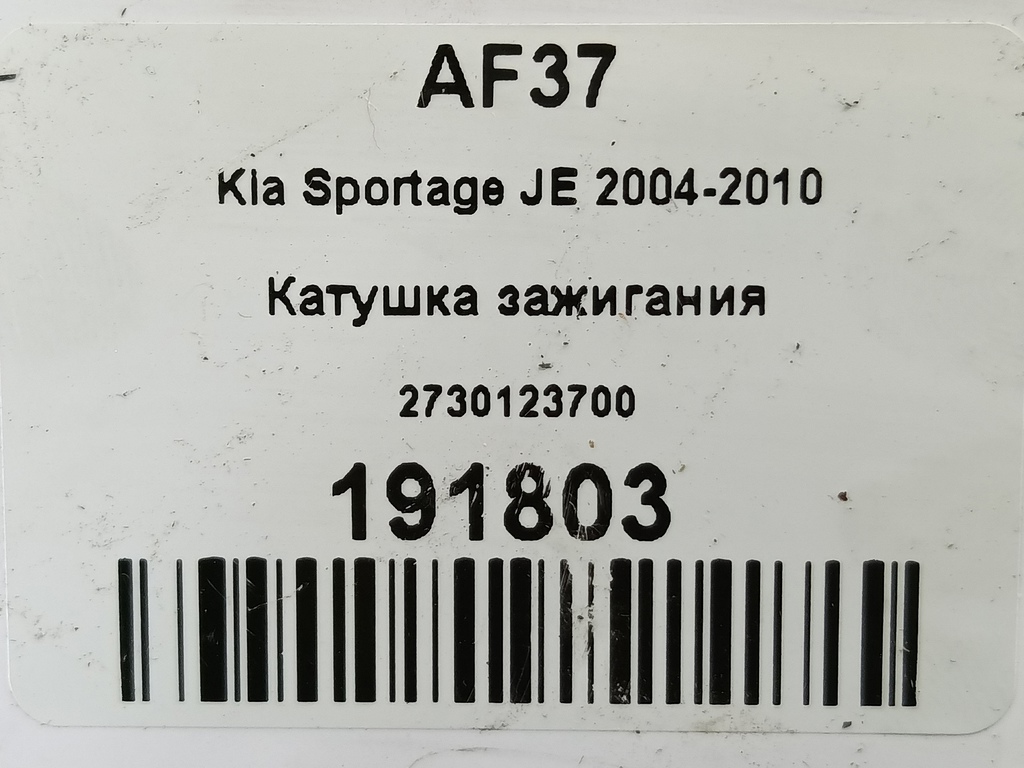 AF37
Kia Sportage JE 2004-2010
Катушка зажигания
2730123700
191803